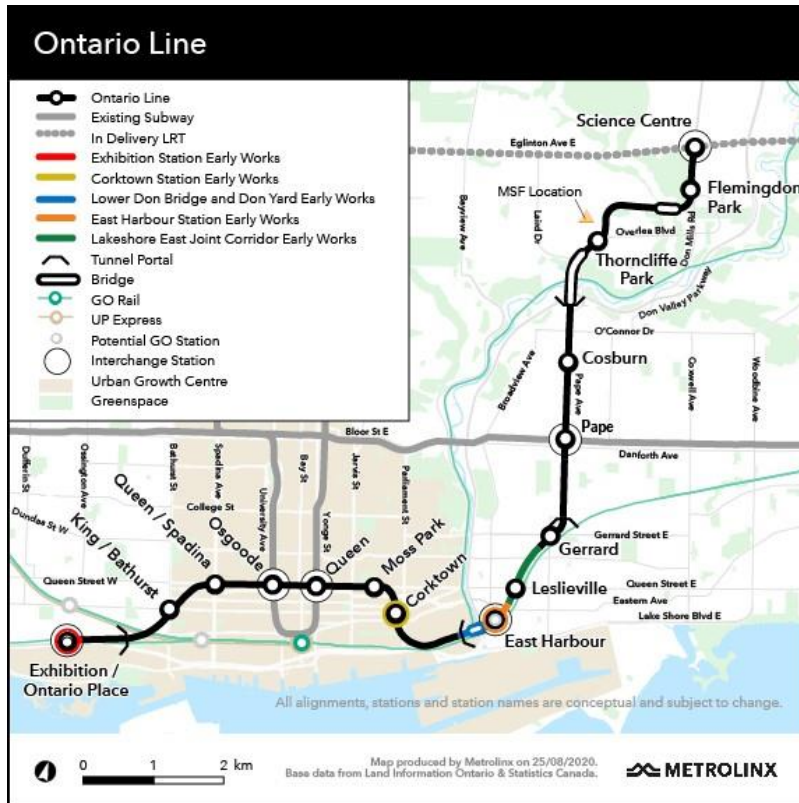 Ontario Line
Ontario Line
Existing Subway
In Delivery LRT
Exhibition Station Early Works
Corktown Station Early Works
Lower Don Bridge and Don Yard Early Works
East Harbour Station Early Works
Lakeshore East Joint Corridor Early Works
Tunnel Portal
Bridge
GO Rail
UP Express
Potential GO Station
Interchange Station
Urban Growth Centre
Greenspace
Science Centre
Eglinton Ave E
Flemingdon
Park
MSF Location
Bayview Ave
Laird Dr
Overlea Blvd
Don Mills Rd
Thorncliffe
Park
Don Valley Parkway
O'Connor Dr
Cosburn
Broadview Ave
Pape Ave
Coxwell Ave
Woodbine Ave
Pape
Bloor St E
Danforth Ave
Dufferin St
Ossington Ave
Bathurst St
Spadina Ave
University Ave
Bay St
Yonge St
Jarvis St
Parliament St
College St
Dundas St W
Queen Street W
King / Bathurst
Queen / Spadina
Osgoode
Queen
Moss Park
Corktown
Gerrard Street E
Gerrard
Leslieville
Queen Street E
Eastern Ave
Lake Shore Blvd E
East Harbour
Exhibition /
Ontario Place
All alignments, stations and station names are conceptual and subject to change.
0 1 2 km
Map produced by Metrolinx on 25/08/2020.
Base data from Land Information Ontario & Statistics Canada.
METROLINX